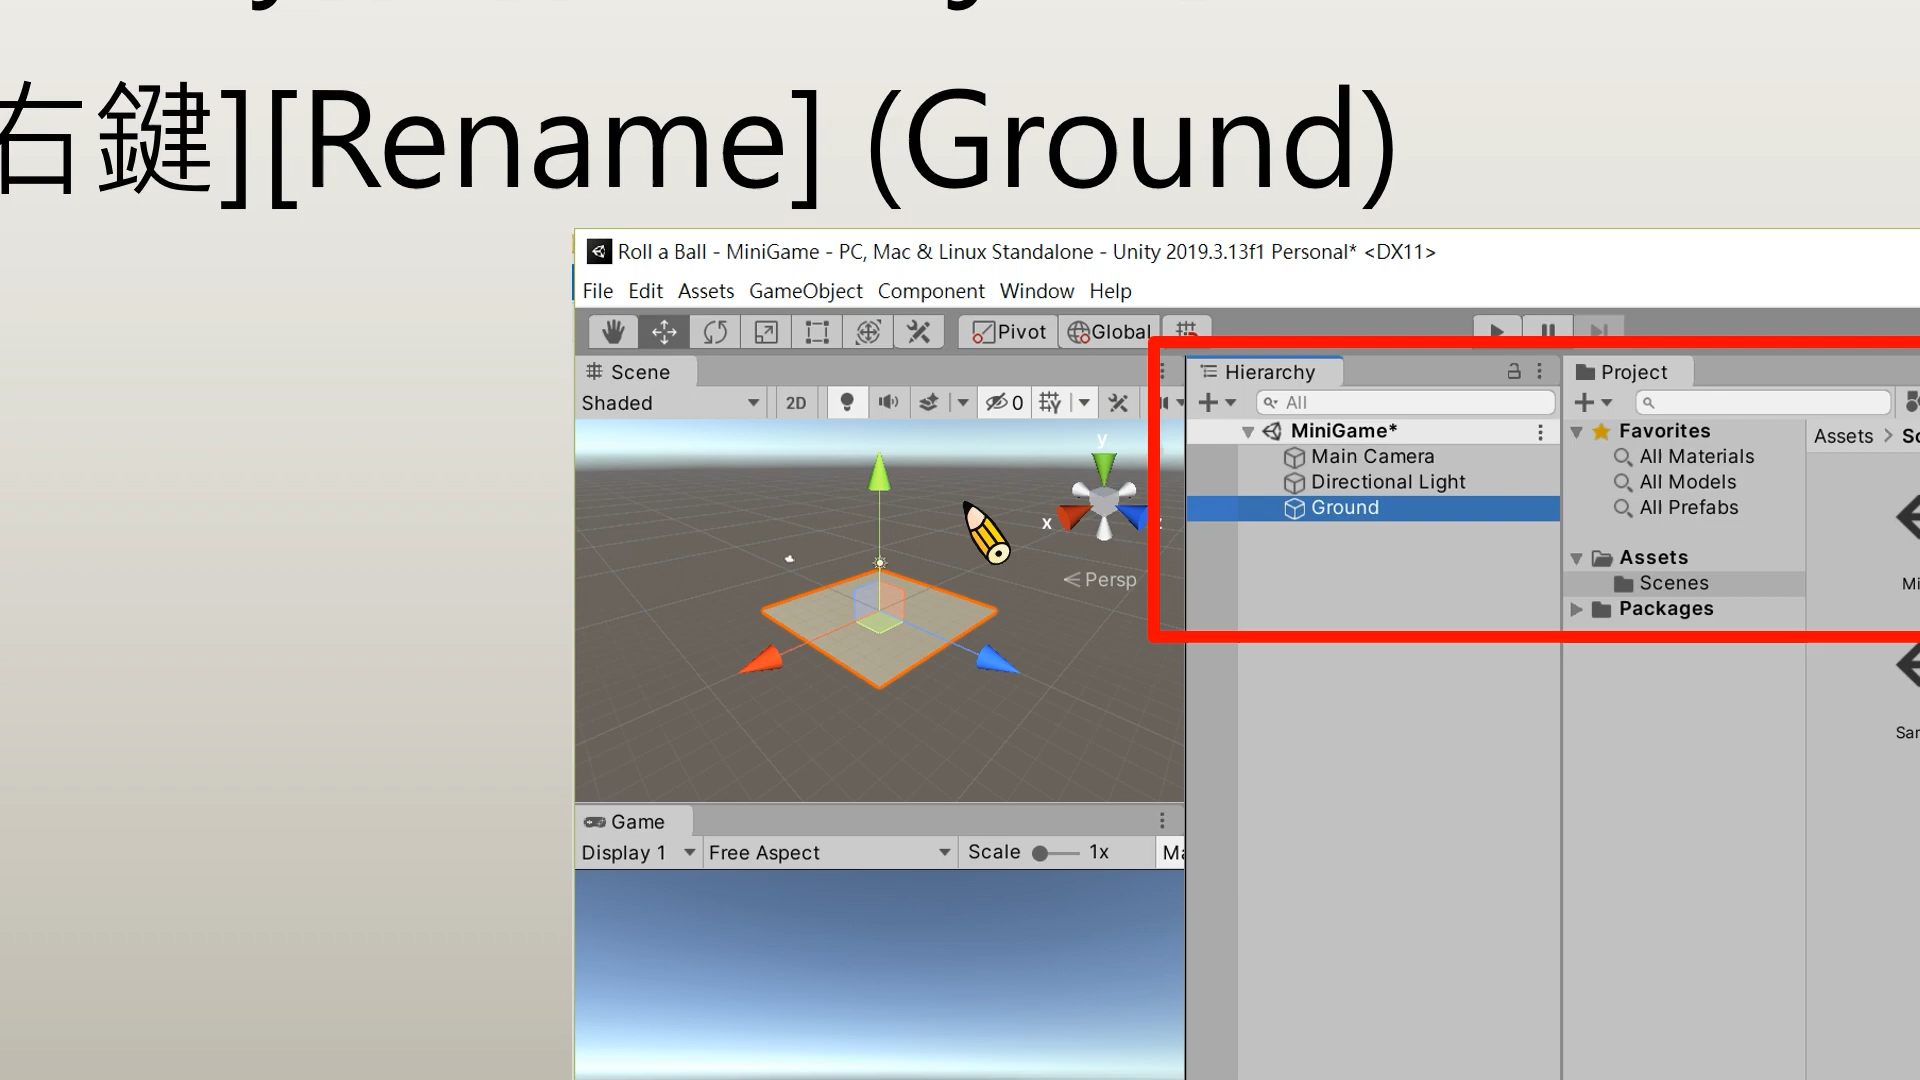 右鍵][Rename] (Ground)
Roll a Ball - MiniGame - PC, Mac & Linux Standalone - Unity 2019.3.13f1 Personal* <DX11>
File Edit Assets GameObject Component Window Help
Pivot Global
Scene
Shaded 2D 0
y
x
Persp
Hierarchy
All
MiniGame*
Main Camera
Directional Light
Ground
Project
Favorites
All Materials
All Models
All Prefabs
Assets
Scenes
Packages
Assets >
Game
Display 1 Free Aspect Scale 1x